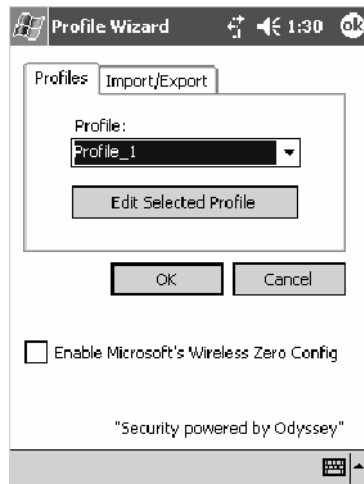 Profile Wizard 1:30 ok
Profiles Import/Export
Profile:
Profile_1
Edit Selected Profile
OK Cancel
Enable Microsoft's Wireless Zero Config
"Security powered by Odyssey"